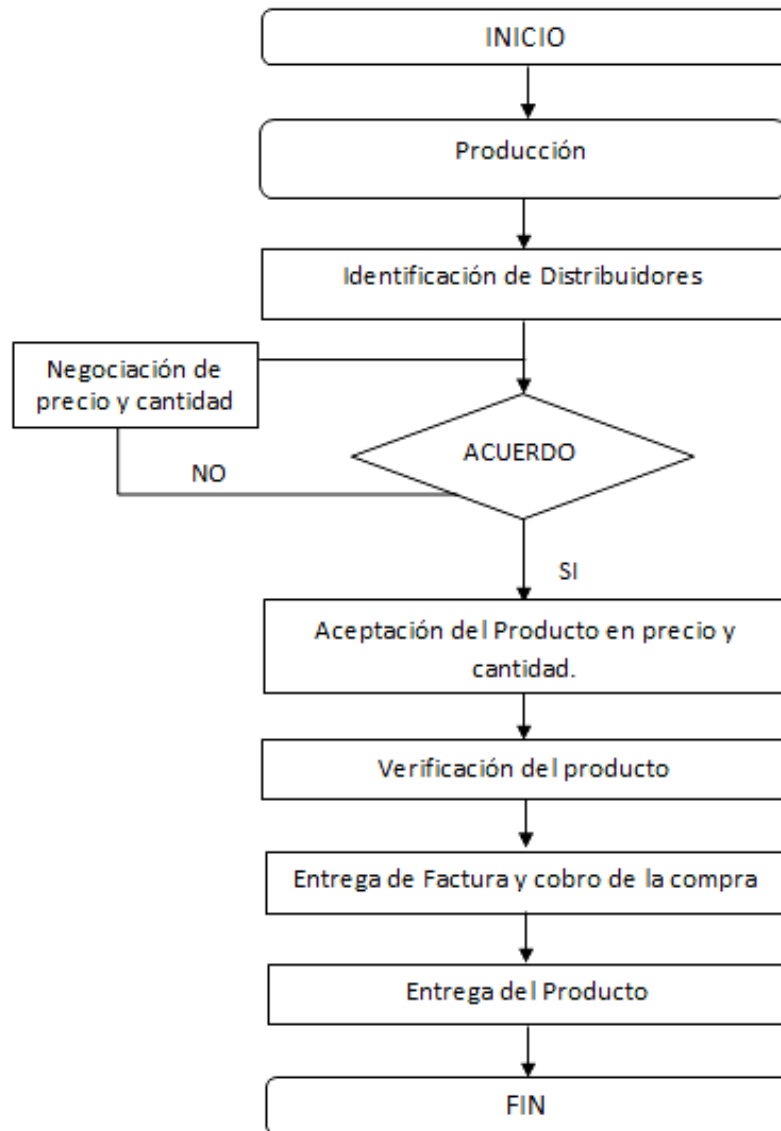 INICIO
Producción
Identificación de Distribuidores
Negociación de
precio y cantidad
ACUERDO
NO
SI
Aceptación del Producto en precio y
cantidad.
Verificación del producto
Entrega de Factura y cobro de la compra
Entrega del Producto
FIN